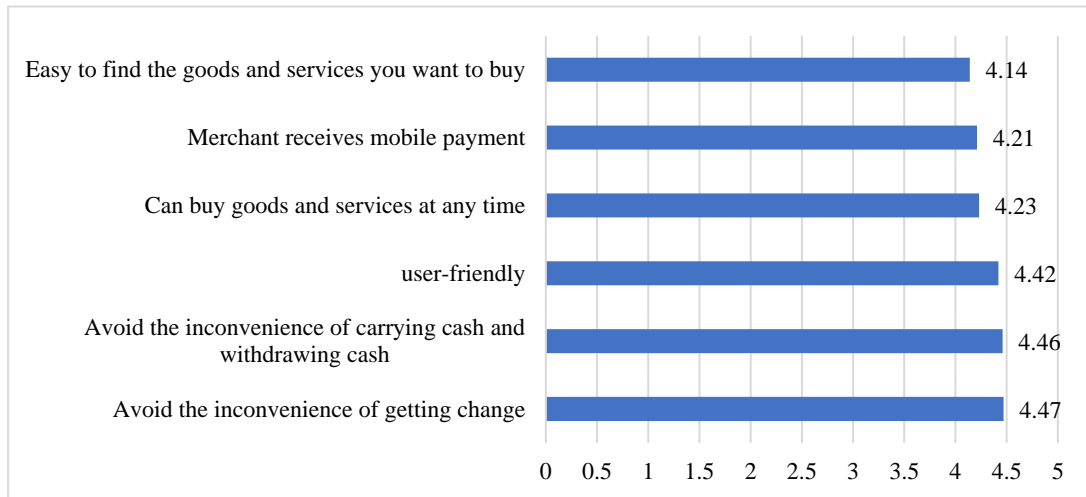 Easy to find the goods and services you want to buy
4.14
Merchant receives mobile payment
4.21
Can buy goods and services at any time
4.23
user-friendly
4.42
Avoid the inconvenience of carrying cash and
withdrawing cash
4.46
Avoid the inconvenience of getting change
4.47
0 0.5 1 1.5 2 2.5 3 3.5 4 4.5 5